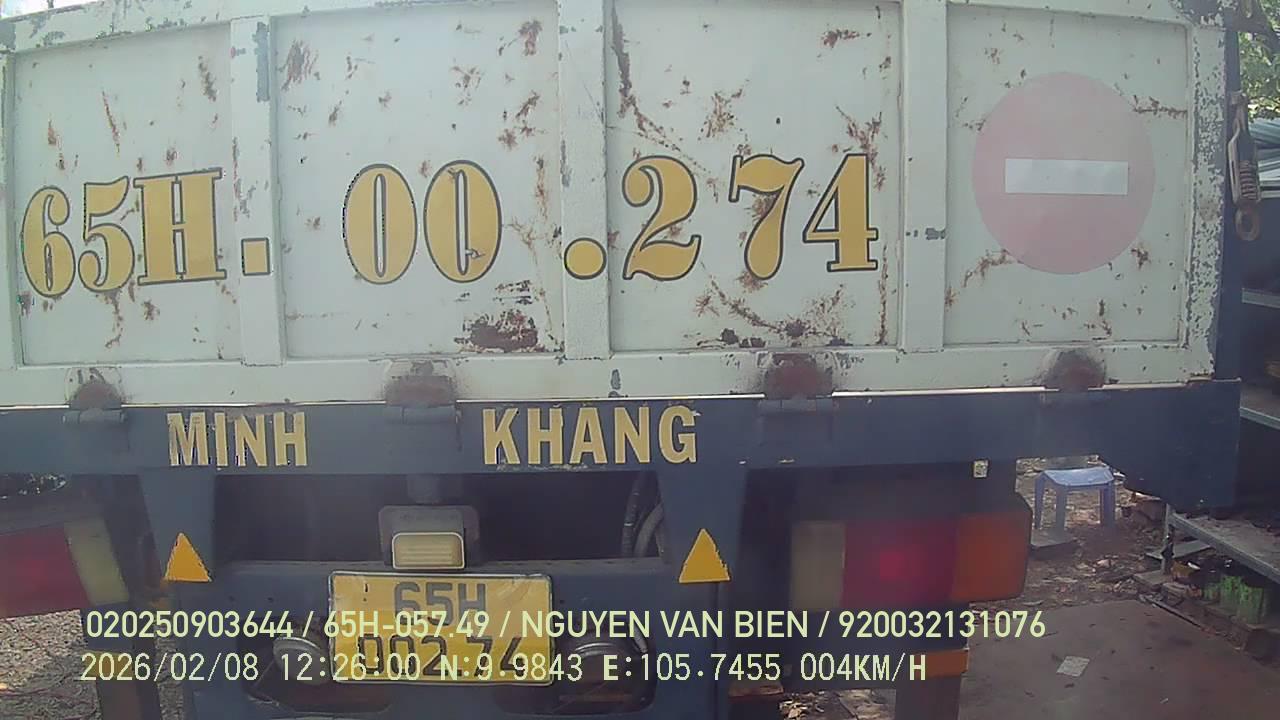 65H. 00 .274
MINH KHANG
65H
002.74
020250903644 / 65H-057.49 / NGUYEN VAN BIEN / 920032131076
2026/02/08 12:26:00 N:9.9843 E:105.7455 004KM/H